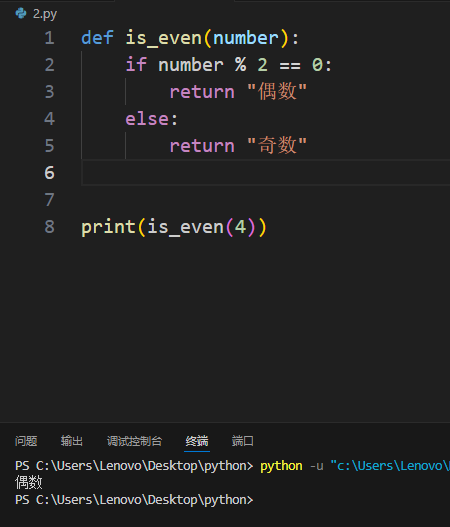 2.py
1 def is_even(number):
2     if number % 2 == 0:
3         return "偶数"
4     else:
5         return "奇数"
6
7
8 print(is_even(4))
问题 输出 调试控制台 终端 端口
PS C:\Users\Lenovo\Desktop\python> python -u "c:\Users\Lenovo\
偶数
PS C:\Users\Lenovo\Desktop\python>